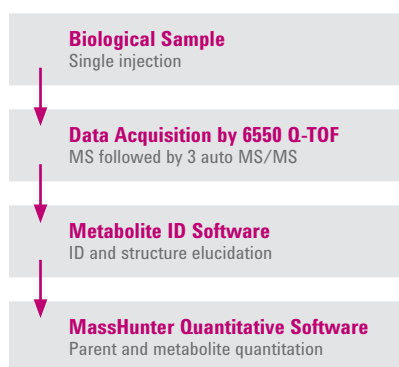 Biological Sample
Single injection
Data Acquisition by 6550 Q-TOF
MS followed by 3 auto MS/MS
Metabolite ID Software
ID and structure elucidation
MassHunter Quantitative Software
Parent and metabolite quantitation